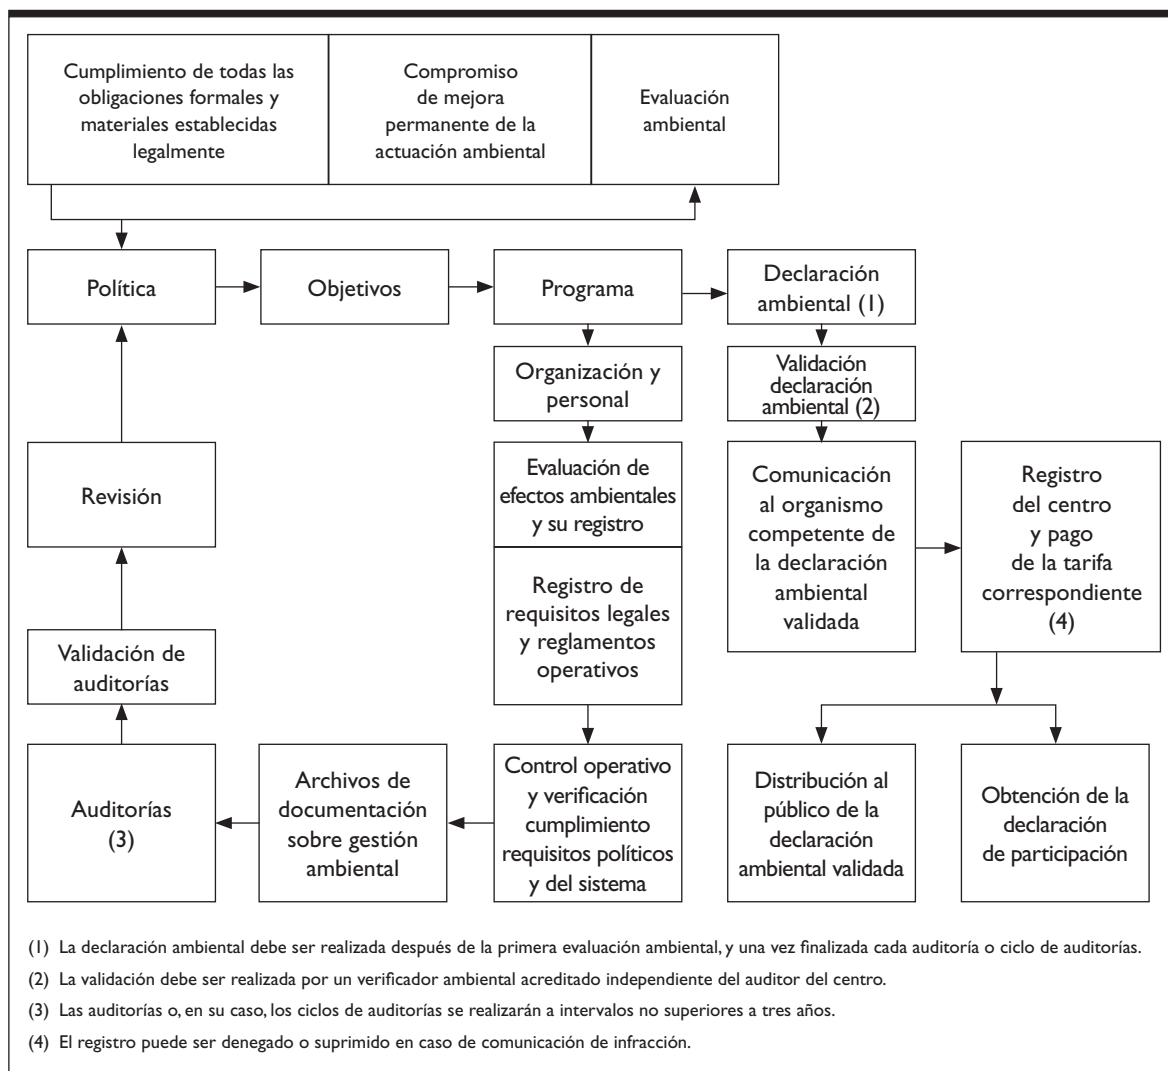 Cumplimiento de todas las
obligaciones formales y
materiales establecidas
legalmente
Compromiso
de mejora
permanente de la
actuación ambiental
Evaluación
ambiental
Política
Objetivos
Programa
Declaración
ambiental (1)
Organización y
personal
Validación
declaración
ambiental (2)
Revisión
Evaluación de
efectos ambientales
y su registro
Comunicación
al organismo
competente de
la declaración
ambiental
validada
Registro
del centro
y pago
de la tarifa
correspondiente
(4)
Registro de
requisitos legales
y reglamentos
operativos
Validación de
auditorías
Auditorías
(3)
Archivos de
documentación
sobre gestión
ambiental
Control operativo
y verificación
cumplimiento
requisitos políticos
y del sistema
Distribución al
público de la
declaración
ambiental validada
Obtención de la
declaración
de participación
(1) La declaración ambiental debe ser realizada después de la primera evaluación ambiental, y una vez finalizada cada auditoría o ciclo de auditorías.
(2) La validación debe ser realizada por un verificador ambiental acreditado independiente del auditor del centro.
(3) Las auditorías o, en su caso, los ciclos de auditorías se realizarán a intervalos no superiores a tres años.
(4) El registro puede ser denegado o suprimido en caso de comunicación de infracción.